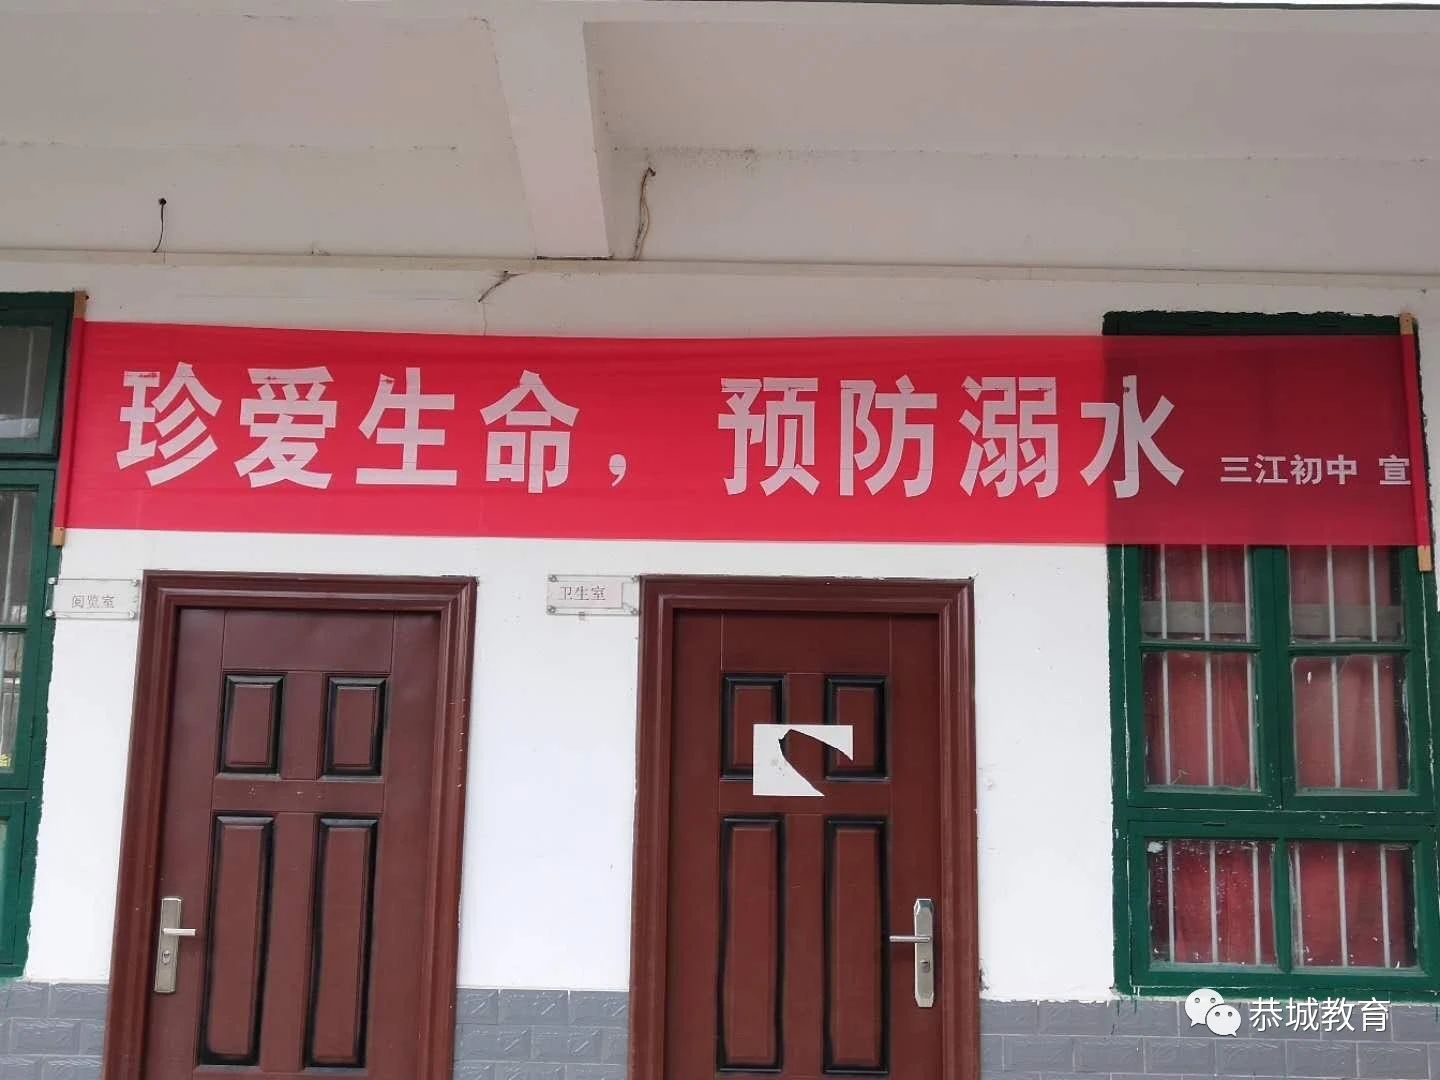 珍爱生命，预防溺水
三江初中 宣
阅览室
卫生室
恭城教育